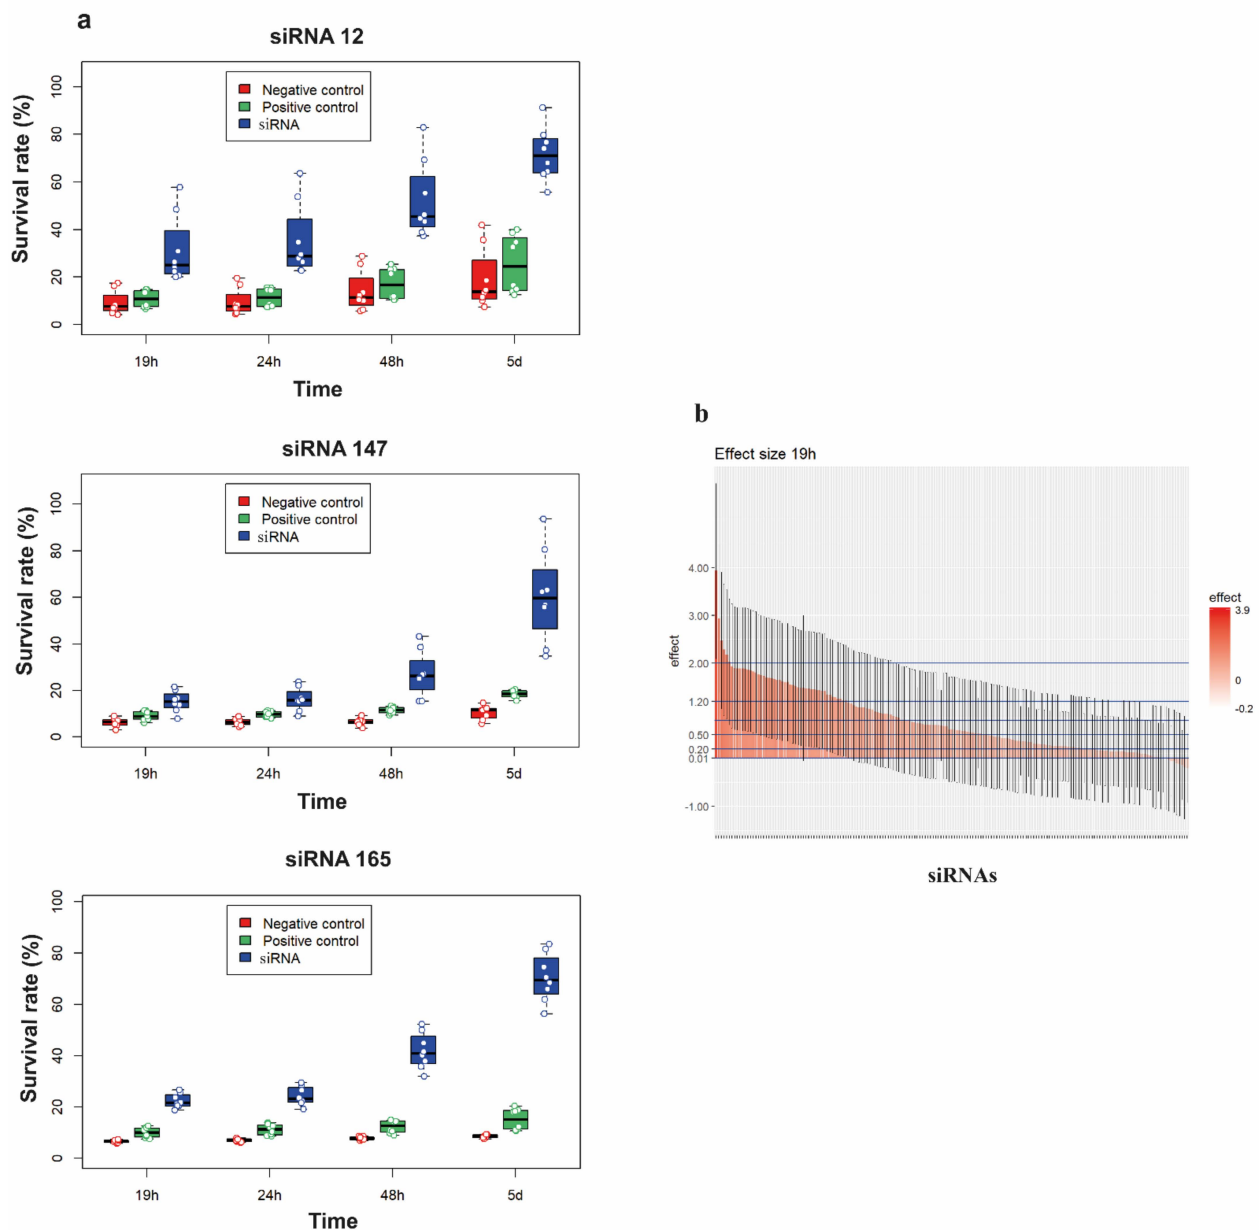 a
siRNA 12
Survival rate (%)
100
80
60
40
20
0
Negative control
Positive control
siRNA
19h
24h
48h
5d
Time
siRNA 147
Survival rate (%)
100
80
60
40
20
0
Negative control
Positive control
siRNA
19h
24h
48h
5d
Time
siRNA 165
Survival rate (%)
100
80
60
40
20
0
Negative control
Positive control
siRNA
19h
24h
48h
5d
Time
b
Effect size 19h
effect
4.00
3.00
2.00
1.20
0.50
0.20
0.01
-1.00
siRNAs
effect
3.9
0
-0.2